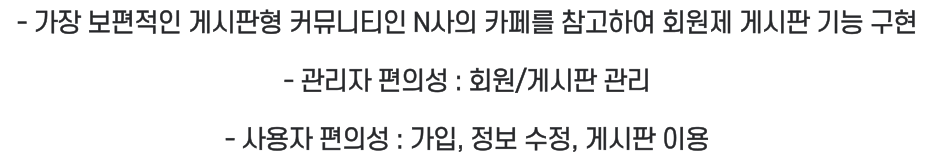 - 가장 보편적인 게시판형 커뮤니티인 N사의 카페를 참고하여 회원제 게시판 기능 구현
- 관리자 편의성 : 회원/게시판 관리
- 사용자 편의성 : 가입, 정보 수정, 게시판 이용